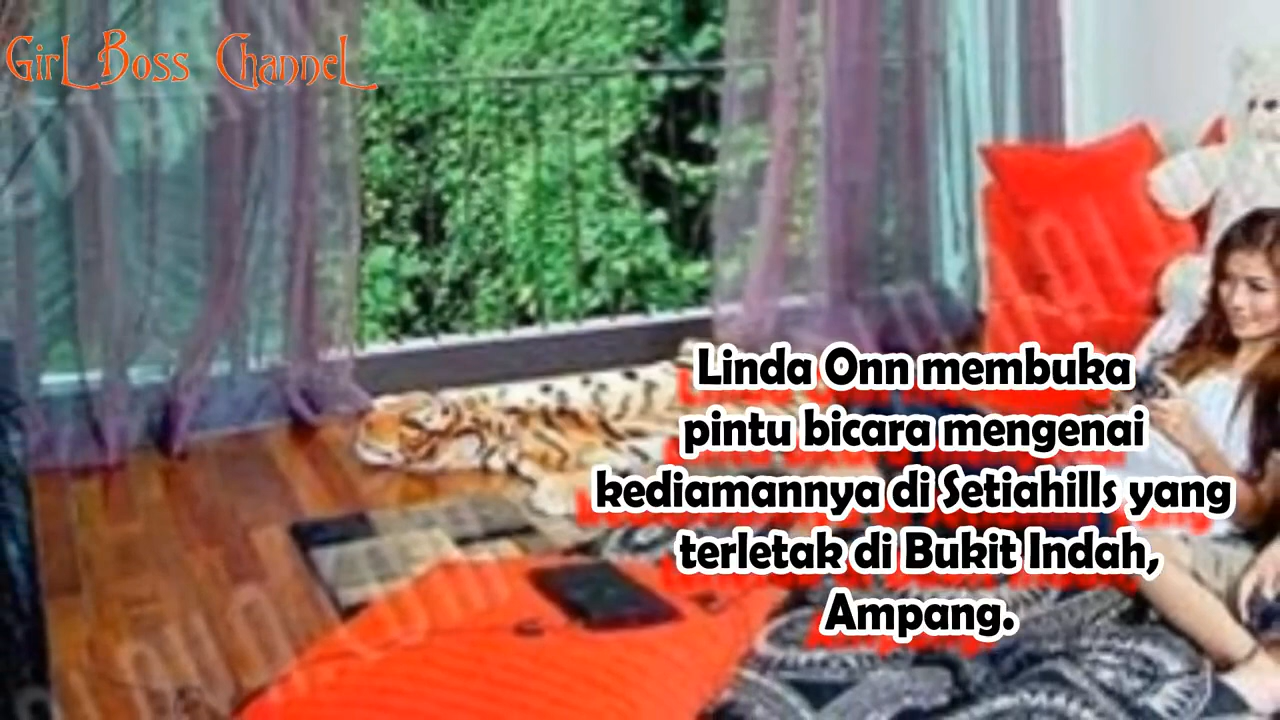 GirL Boss ChanneL
Linda Onn membuka
pintu bicara mengenai
kediamannya di Setiahills yang
terletak di Bukit Indah,
Ampang.